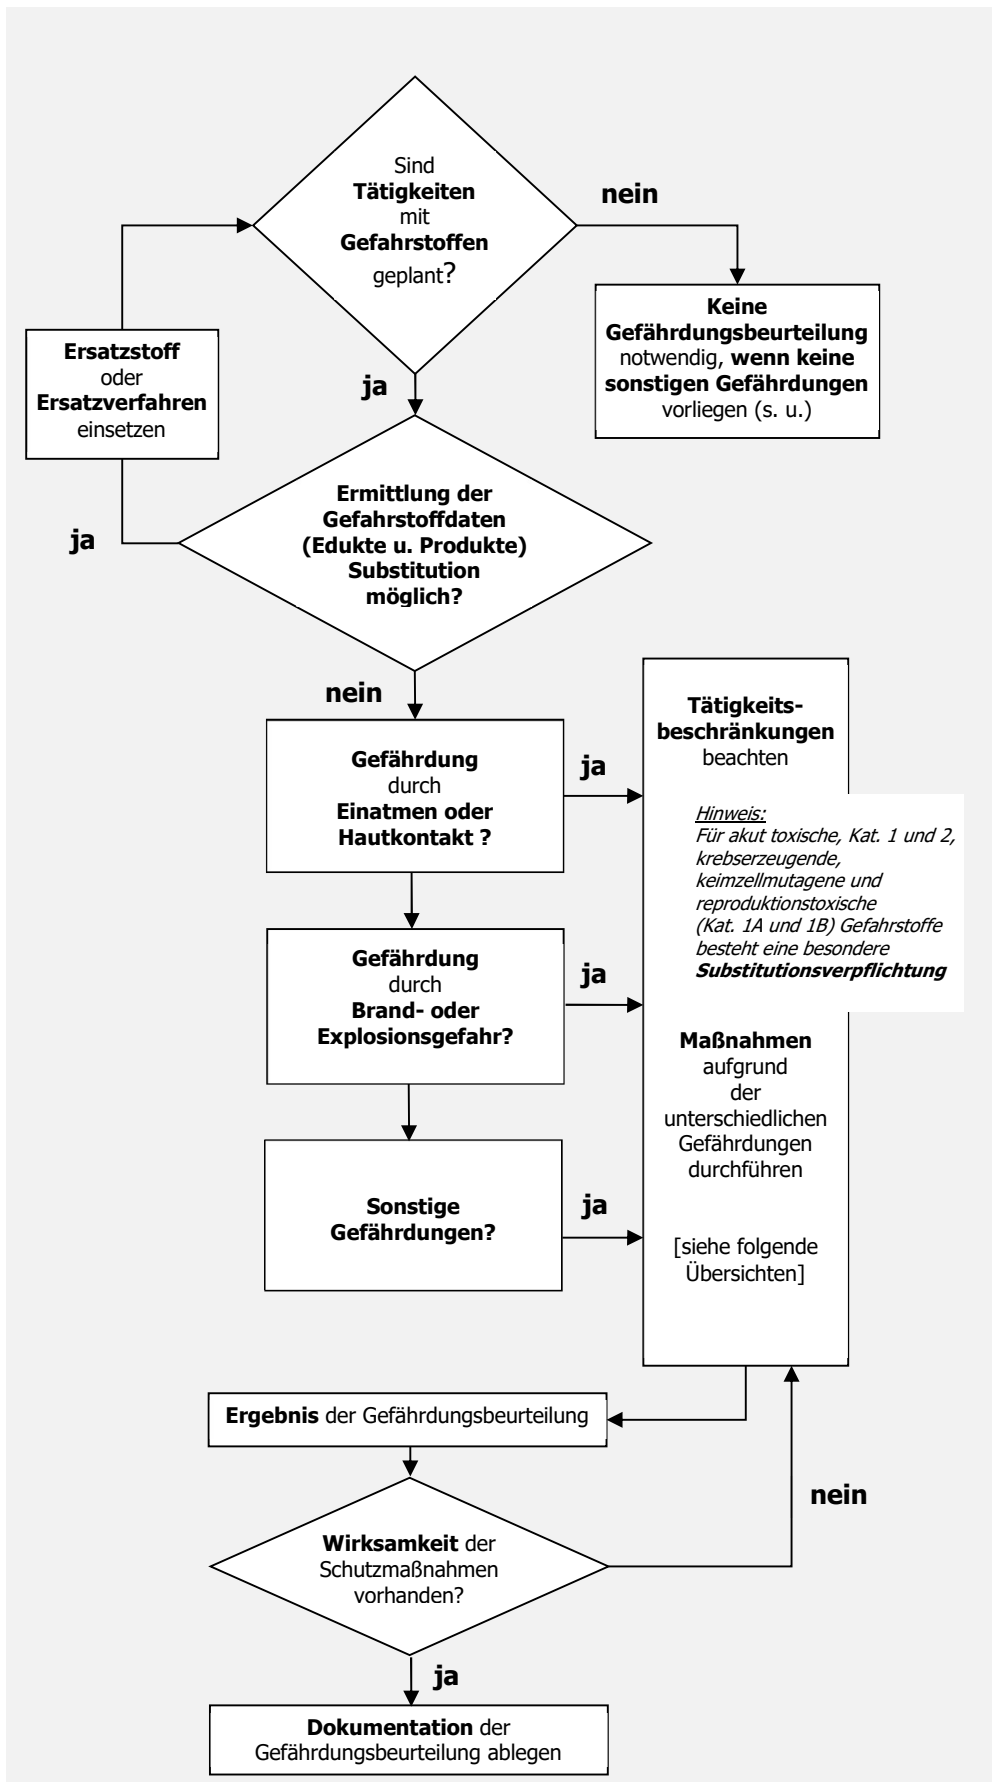 Sind
Tätigkeiten
mit
Gefahrstoffen
geplant?
nein
Keine
Gefährdungsbeurteilung
notwendig, wenn keine
sonstigen Gefährdungen
vorliegen (s. u.)
Ersatzstoff
oder
Ersatzverfahren
einsetzen
ja
Ermittlung der
Gefahrstoffdaten
(Edukte u. Produkte)
Substitution
möglich?
ja
nein
Gefährdung
durch
Einatmen oder
Hautkontakt ?
ja
Tätigkeits-
beschränkungen
beachten
Hinweis:
Für akut toxische, Kat. 1 und 2,
krebserzeugende,
keimzellmutagene und
reproduktionstoxische
(Kat. 1A und 1B) Gefahrstoffe
besteht eine besondere
Substitutionsverpflichtung
Gefährdung
durch
Brand- oder
Explosionsgefahr?
ja
Maßnahmen
aufgrund
der
unterschiedlichen
Gefährdungen
durchführen
Sonstige
Gefährdungen?
ja
[siehe folgende
Übersichten]
Ergebnis der Gefährdungsbeurteilung
nein
Wirksamkeit der
Schutzmaßnahmen
vorhanden?
ja
Dokumentation der
Gefährdungsbeurteilung ablegen